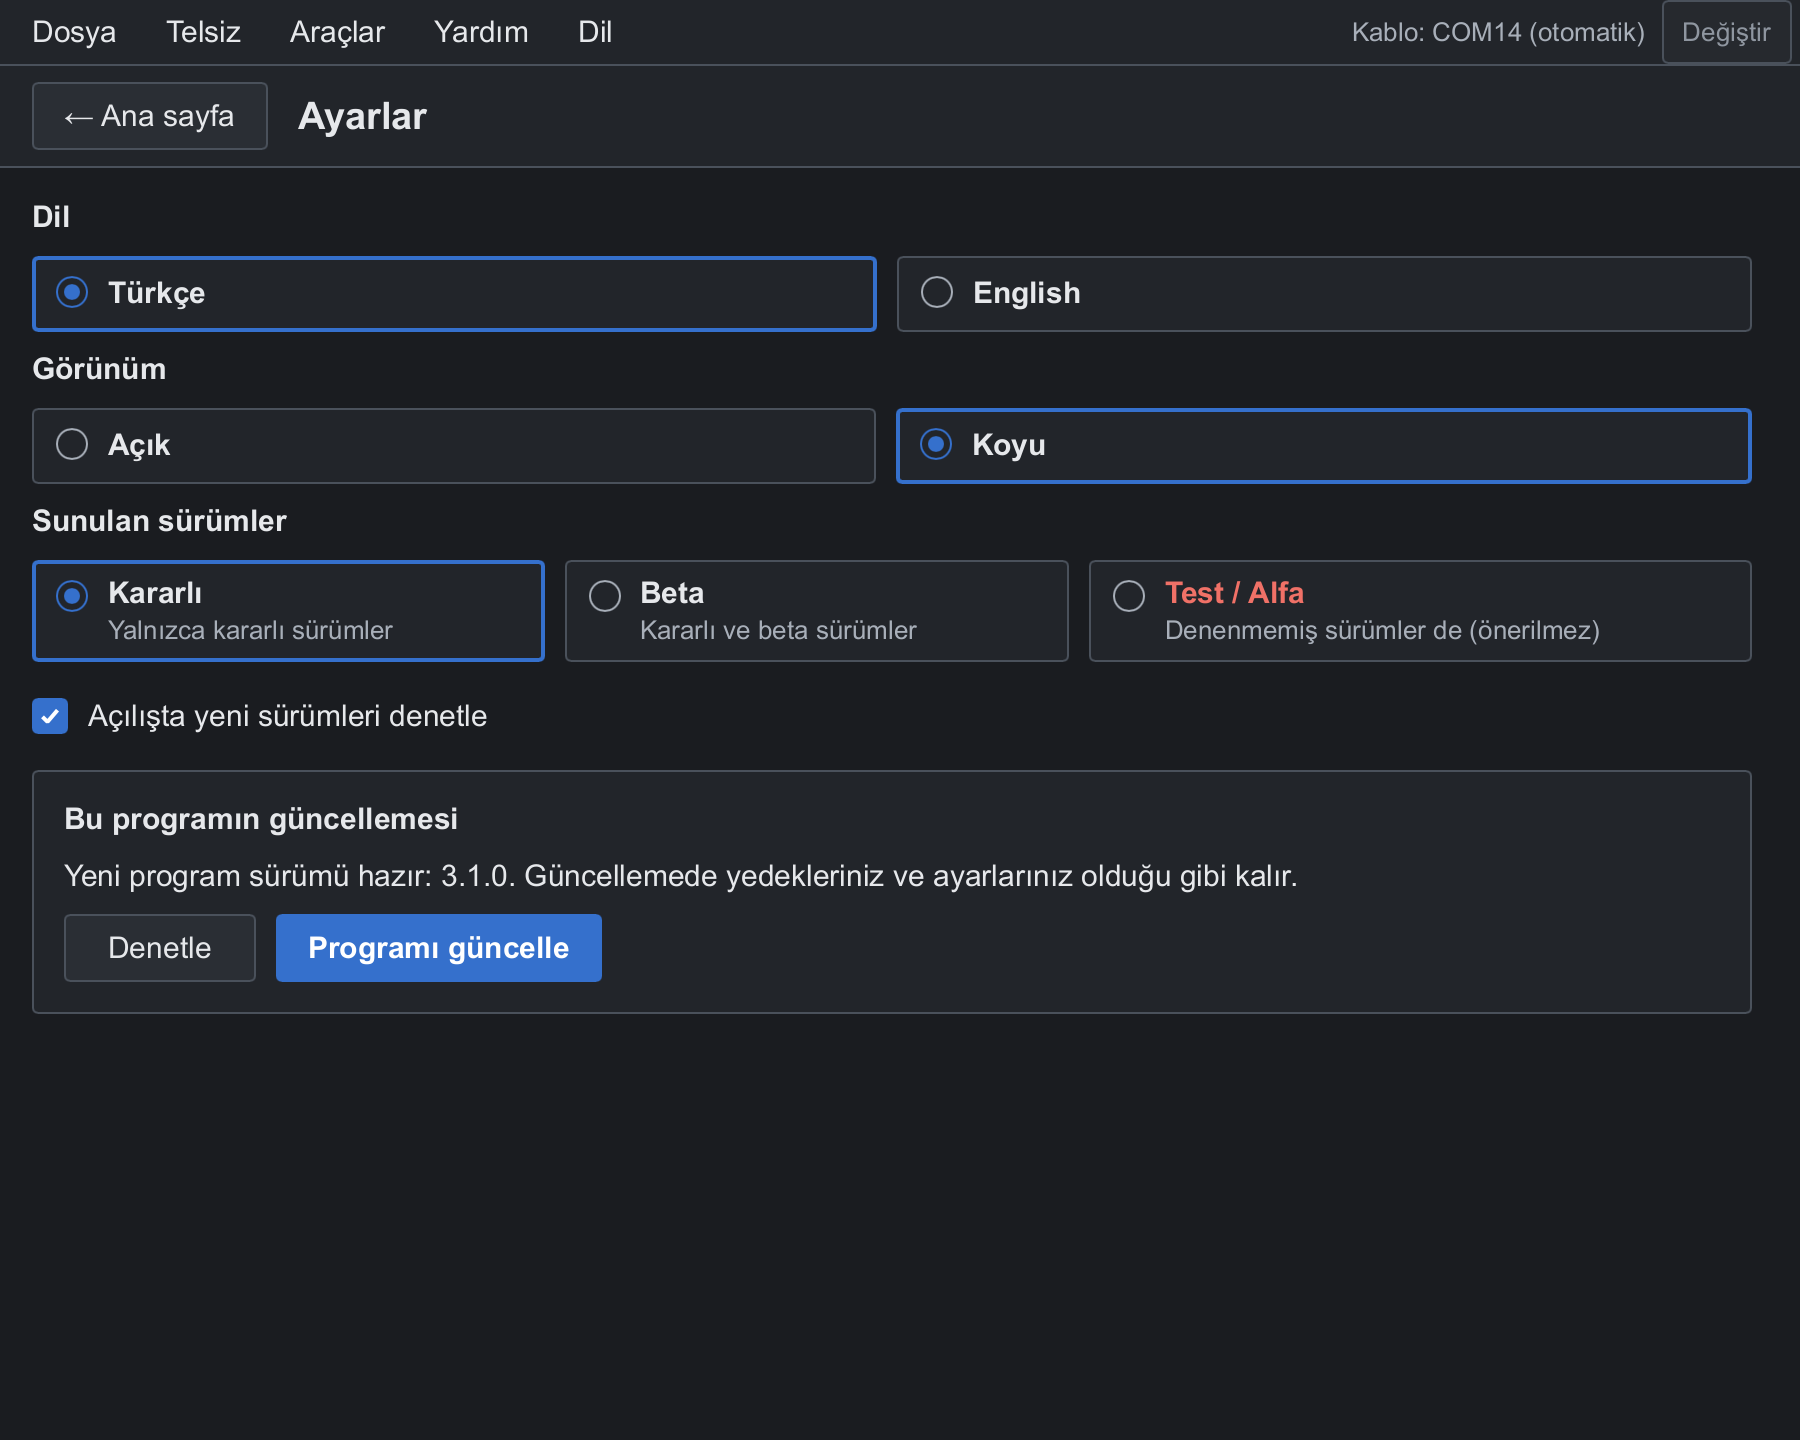 Dosya Telsiz Araçlar Yardım Dil Kablo: COM14 (otomatik) Değiştir
← Ana sayfa Ayarlar
Dil
Türkçe English
Görünüm
Açık Koyu
Sunulan sürümler
Kararlı Beta Test / Alfa
Yalnızca kararlı sürümler Kararlı ve beta sürümler Denenmemiş sürümler de (önerilmez)
Açılışta yeni sürümleri denetle
Bu programın güncellemesi
Yeni program sürümü hazır: 3.1.0. Güncellemede yedekleriniz ve ayarlarınız olduğu gibi kalır.
Denetle Programı güncelle